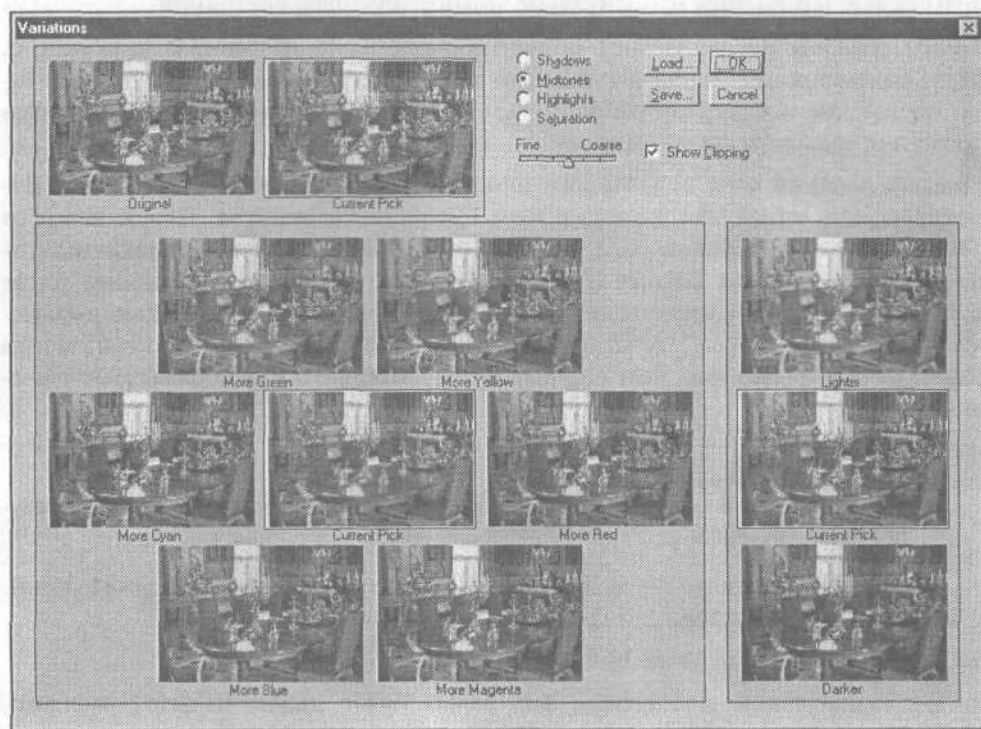 Variations
Original
Current Pick
Shadows
Midtones
Highlights
Saturation
Fine Coarse
Load...
OK
Save...
Cancel
Show Clipping
More Green
More Yellow
Lighter
More Cyan
Current Pick
More Red
Current Pick
More Blue
More Magenta
Darker